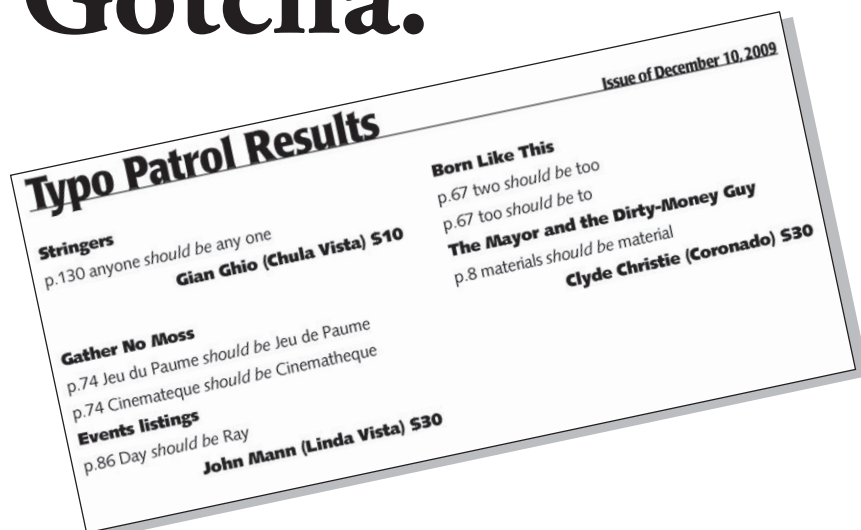 Gotcha.
Issue of December 10, 2009
Typo Patrol Results
Stringers
p.130 anyone should be any one
Gian Ghio (Chula Vista) $10
Gather No Moss
p.74 Jeu du Paume should be Jeu de Paume
p.74 Cinemateque should be Cinematheque
Events listings
p.86 Day should be Ray
John Mann (Linda Vista) $30
Born Like This
p.67 two should be too
p.67 too should be to
The Mayor and the Dirty-Money Guy
p.8 materials should be material
Clyde Christie (Coronado) $30